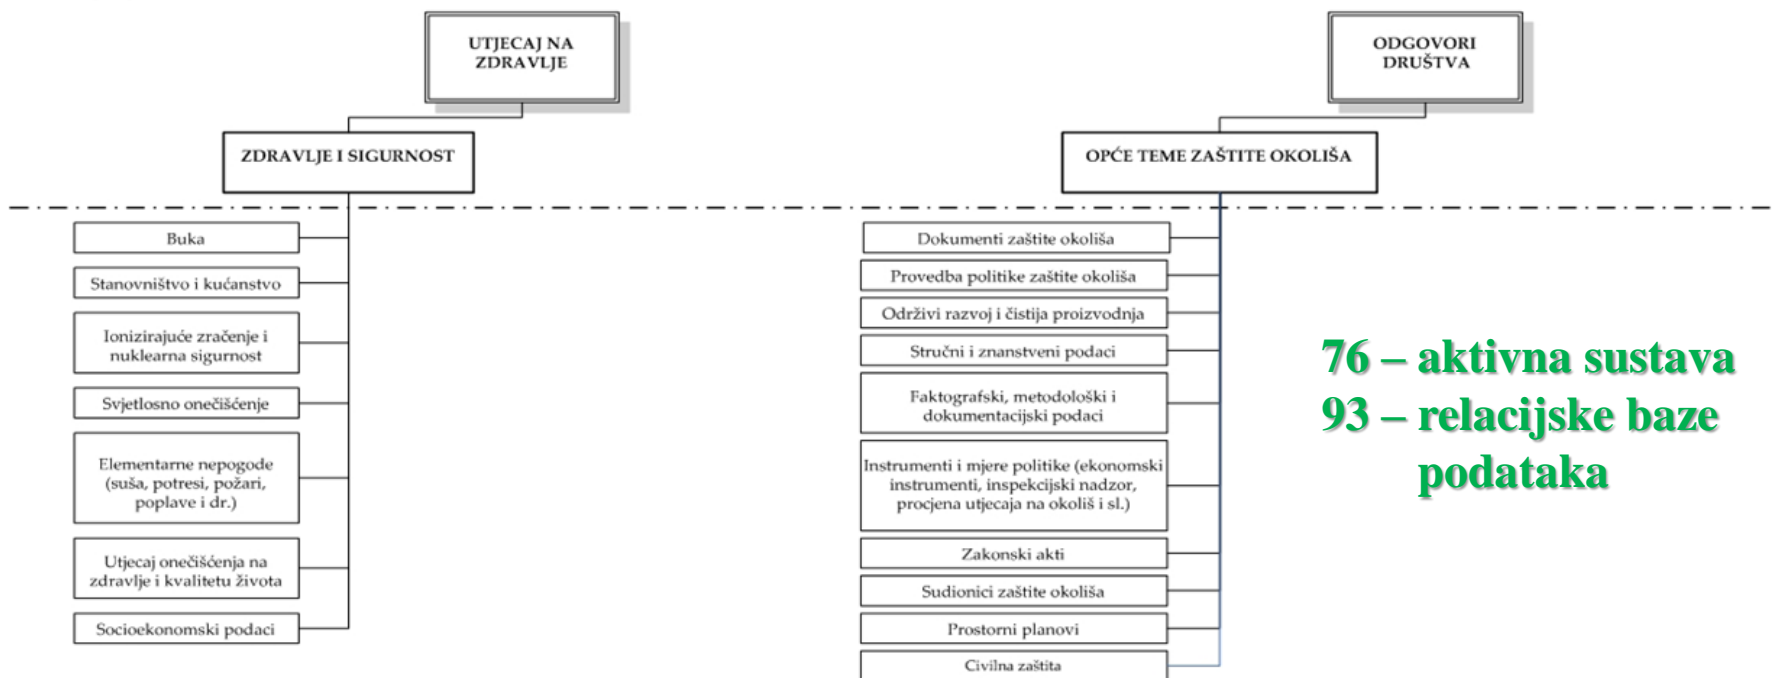 UTJECAJ NA
ZDRAVLJE
ZDRAVLJE I SIGURNOST
Buka
Stanovništvo i kućanstvo
Ionizirajuće zračenje i
nuklearna sigurnost
Svjetlosno onečišćenje
Elementarne nepogode
(suša, potresi, požari,
poplave i dr.)
Utjecaj onečišćenja na
zdravlje i kvalitetu života
Socioekonomski podaci
ODGOVORI
DRUŠTVA
OPĆE TEME ZAŠTITE OKOLIŠA
Dokumenti zaštite okoliša
Provedba politike zaštite okoliša
Održivi razvoj i čistija proizvodnja
Stručni i znanstveni podaci
Faktografski, metodološki i
dokumentacijski podaci
Instrumenti i mjere politike (ekonomski
instrumenti, inspekcijski nadzor,
procjena utjecaja na okoliš i sl.)
Zakonski akti
Sudionici zaštite okoliša
Prostorni planovi
Civilna zaštita
76 – aktivna sustava
93 – relacijske baze
podataka